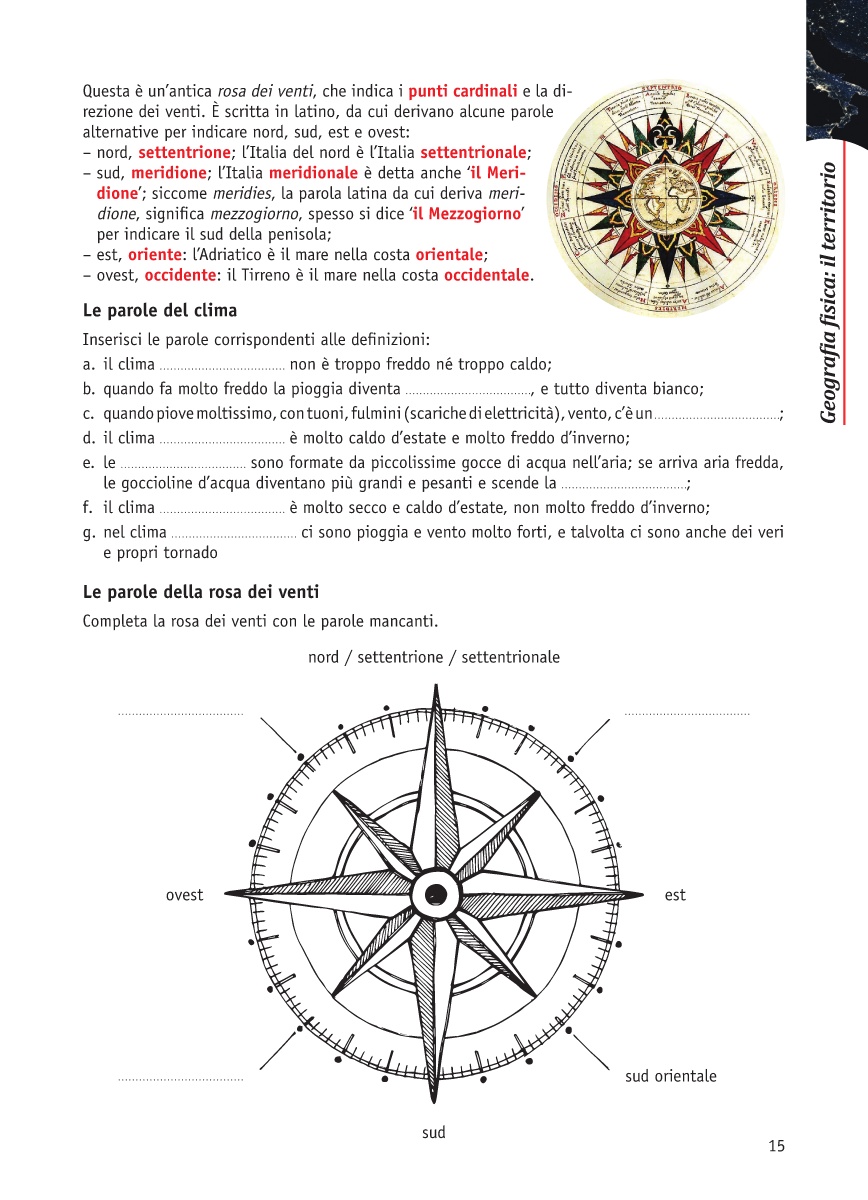 Questa è un'antica rosa dei venti, che indica i punti cardinali e la di-
rezione dei venti. È scritta in latino, da cui derivano alcune parole
alternative per indicare nord, sud, est e ovest:
– nord, settentrione; l'Italia del nord è l'Italia settentrionale;
– sud, meridione; l'Italia meridionale è detta anche 'il Meri-
dione'; siccome meridies, la parola latina da cui deriva meri-
dione, significa mezzogiorno, spesso si dice 'il Mezzogiorno'
per indicare il sud della penisola;
– est, oriente: l'Adriatico è il mare nella costa orientale;
– ovest, occidente: il Tirreno è il mare nella costa occidentale.
SEPTENTRIO
MERIDIES
Geografia fisica: il territorio
Le parole del clima
Inserisci le parole corrispondenti alle definizioni:
a. il clima .................................... non è troppo freddo né troppo caldo;
b. quando fa molto freddo la pioggia diventa ...................................., e tutto diventa bianco;
c. quando piove moltissimo, con tuoni, fulmini (scariche di elettricità), vento, c'è un ....................................;
d. il clima .................................... è molto caldo d'estate e molto freddo d'inverno;
e. le .................................... sono formate da piccolissime gocce di acqua nell'aria; se arriva aria fredda,
le goccioline d'acqua diventano più grandi e pesanti e scende la ....................................;
f. il clima .................................... è molto secco e caldo d'estate, non molto freddo d'inverno;
g. nel clima .................................... ci sono pioggia e vento molto forti, e talvolta ci sono anche dei veri
e propri tornado
Le parole della rosa dei venti
Completa la rosa dei venti con le parole mancanti.
nord / settentrione / settentrionale
.................................... ....................................
ovest est
.................................... sud orientale
sud
15